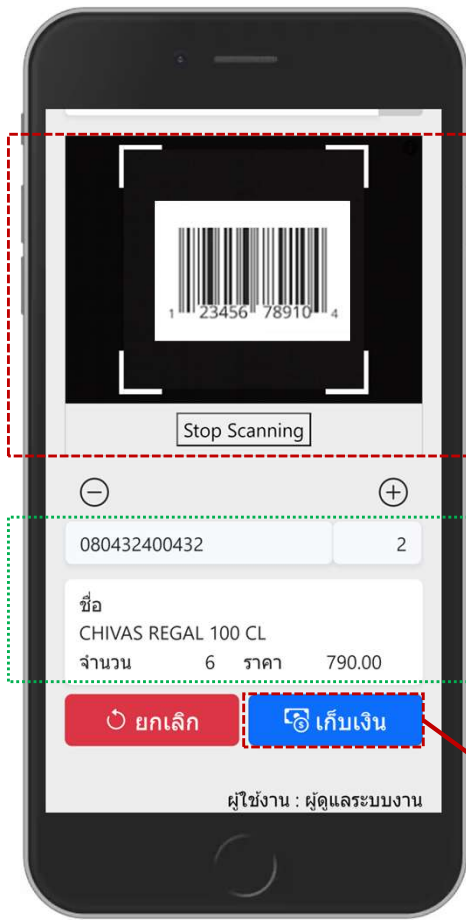 1 23456 78910 4
Stop Scanning
080432400432 2
ชื่อ
CHIVAS REGAL 100 CL
จำนวน 6 ราคา 790.00
ยกเลิก เก็บเงิน
ผู้ใช้งาน : ผู้ดูแลระบบงาน